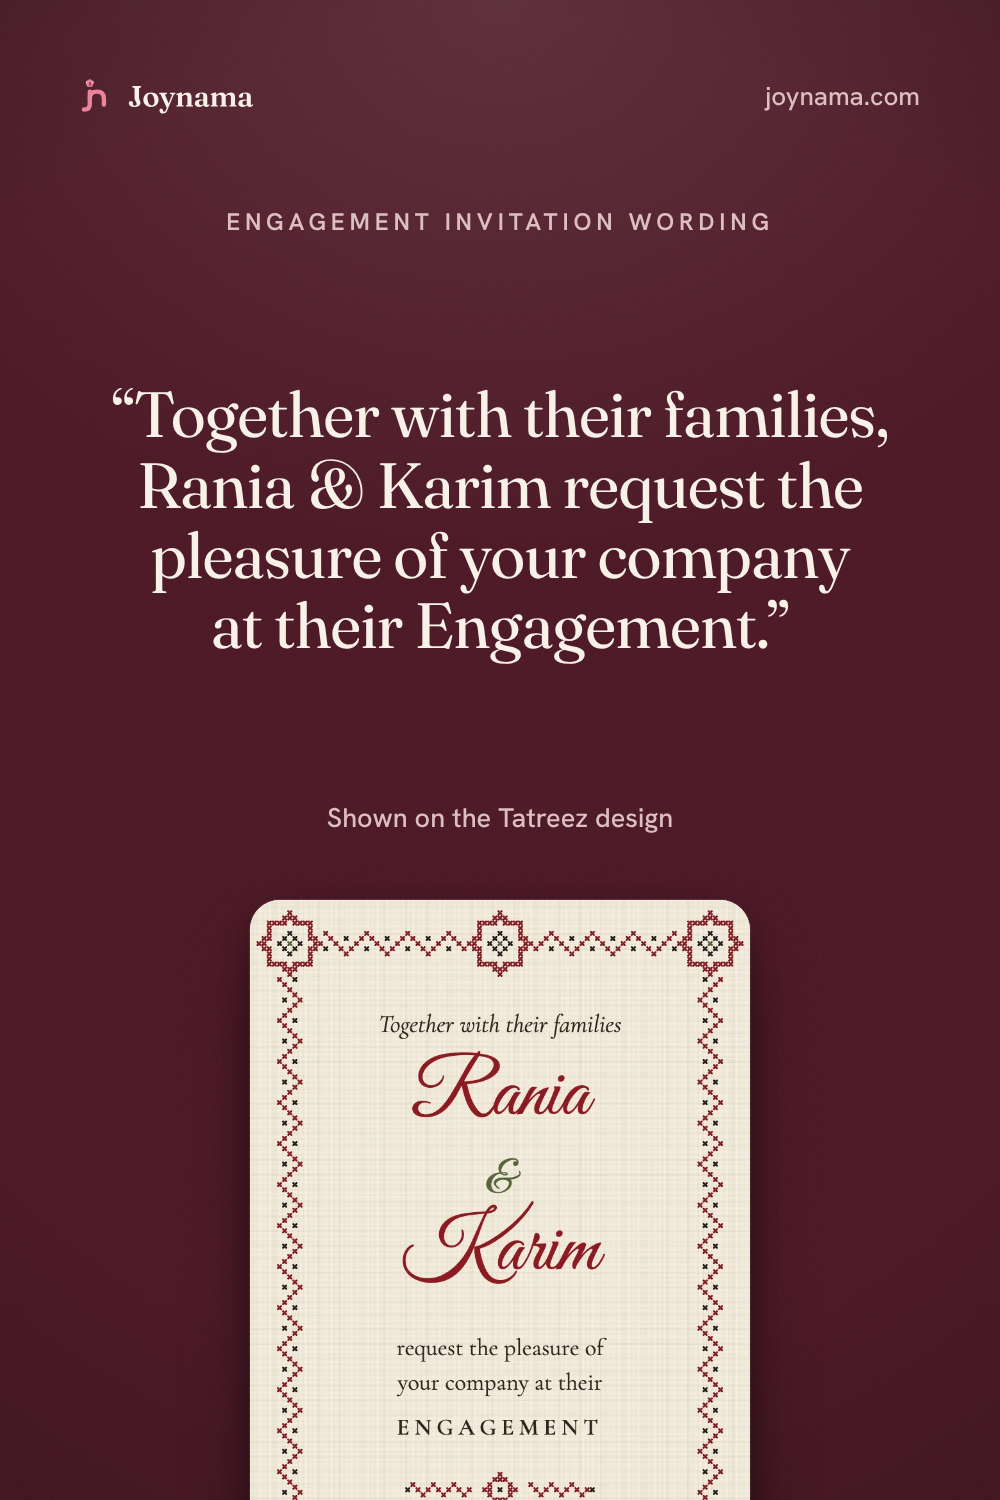 Joynama
joynama.com
ENGAGEMENT INVITATION WORDING
“Together with their families,
Rania & Karim request the
pleasure of your company
at their Engagement.”
Shown on the Tatreez design
Together with their families
Rania
&
Karim
request the pleasure of
your company at their
ENGAGEMENT